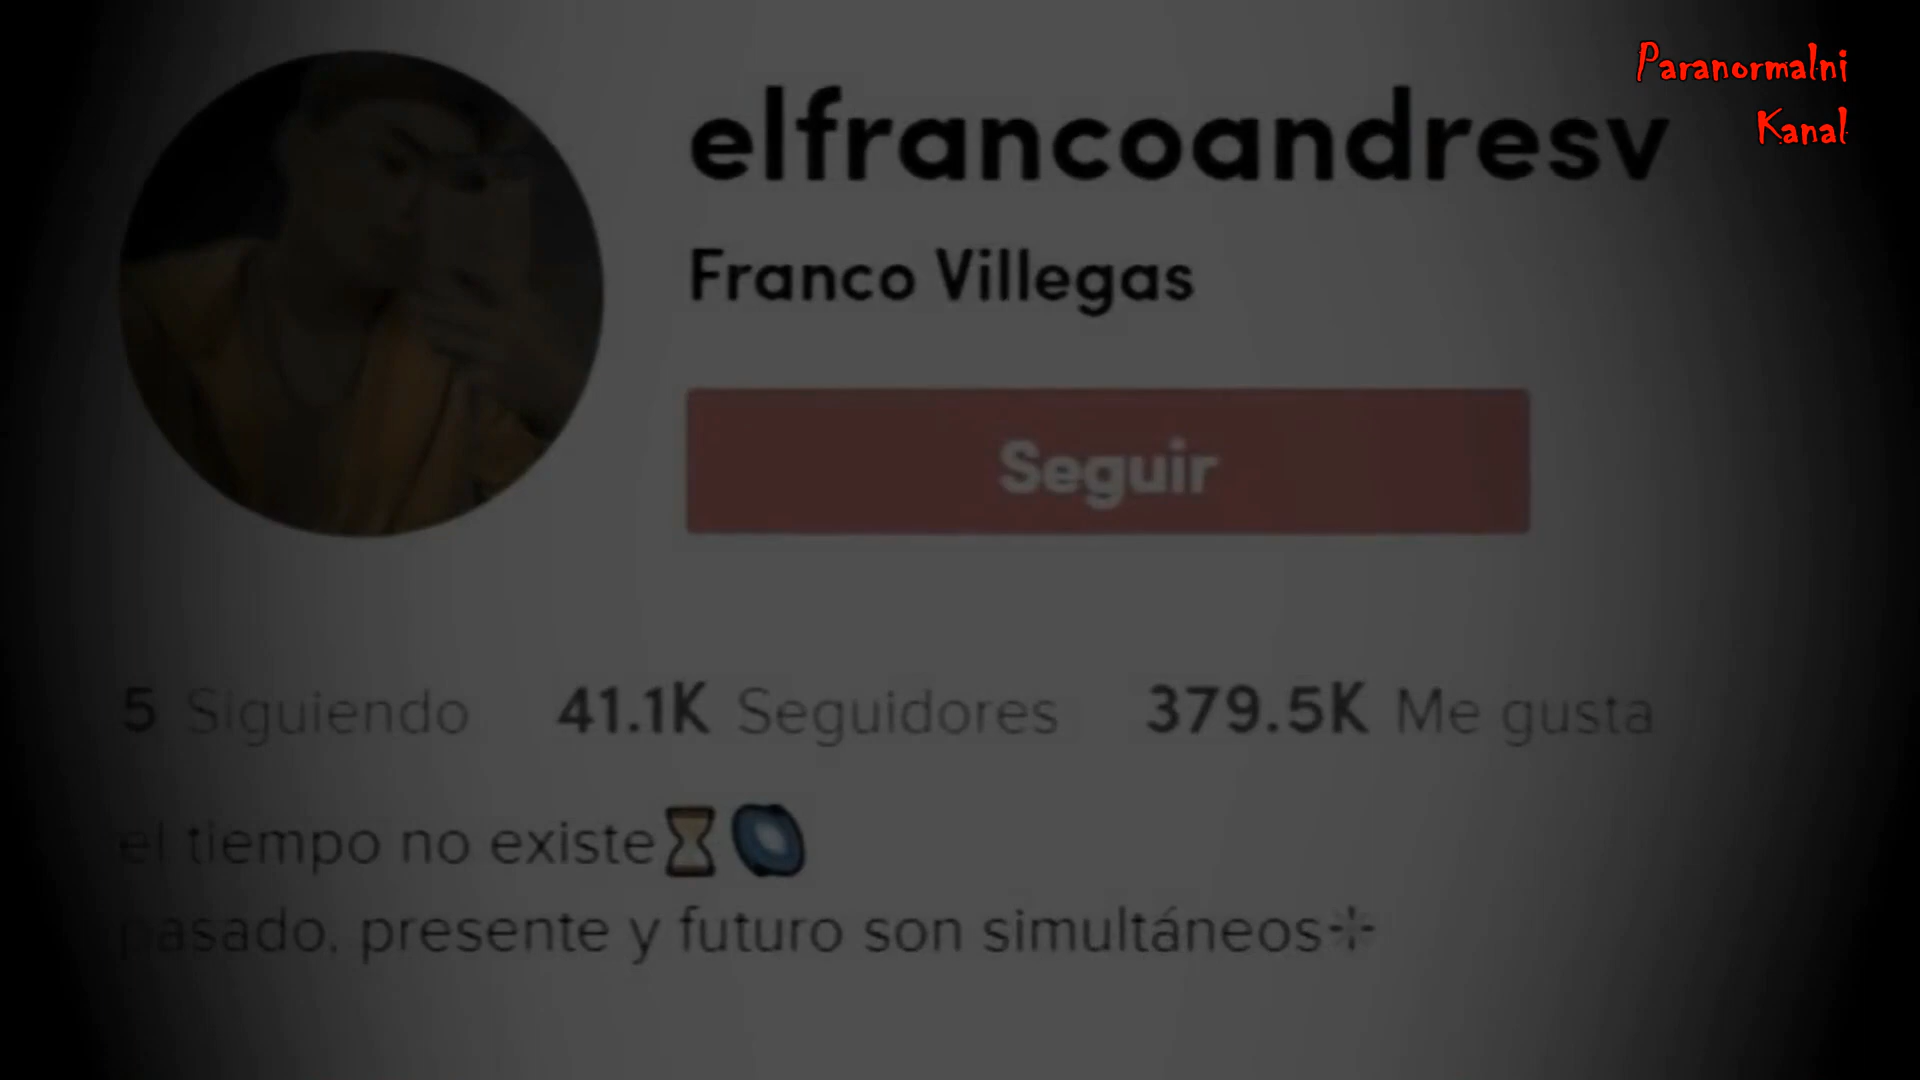 Paranormalni
Kanal
elfrancoandresv
Franco Villegas
Seguir
5 Siguiendo 41.1K Seguidores 379.5K Me gusta
el tiempo no existe⏳
pasado, presente y futuro son simultáneos